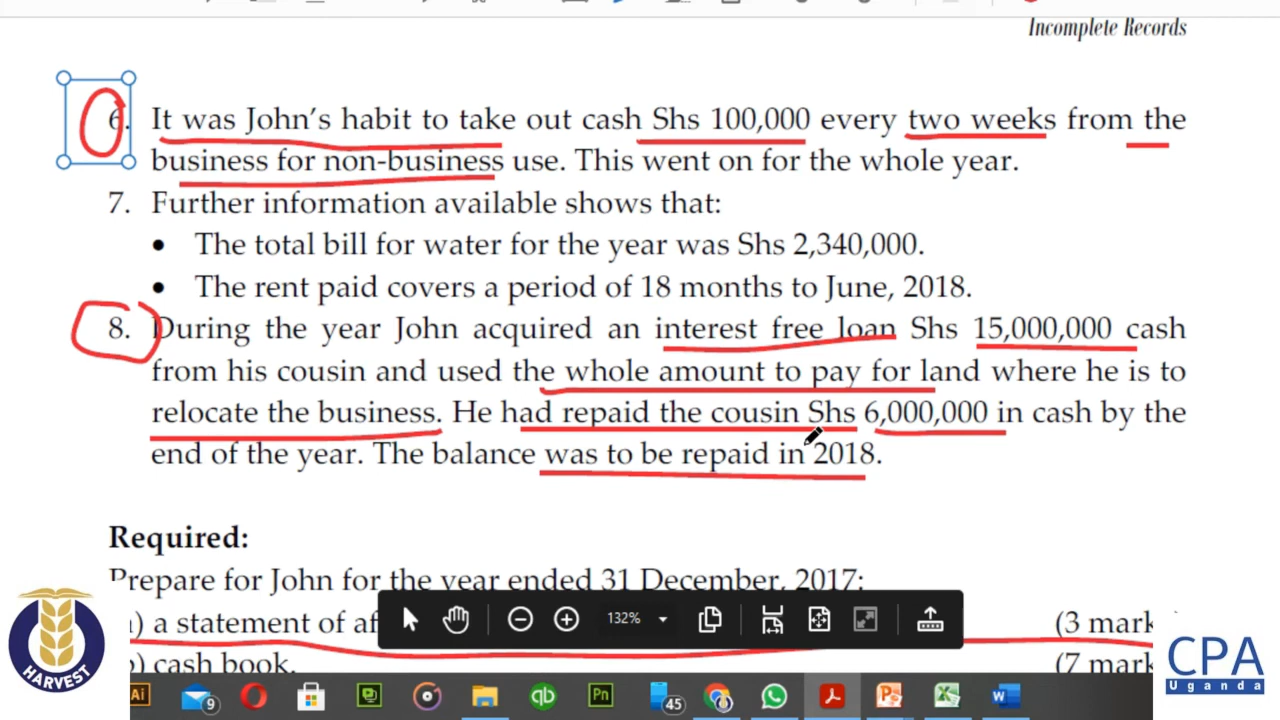 Incomplete Records
6. It was John's habit to take out cash Shs 100,000 every two weeks from the
business for non-business use. This went on for the whole year.
7. Further information available shows that:
• The total bill for water for the year was Shs 2,340,000.
• The rent paid covers a period of 18 months to June, 2018.
8. During the year John acquired an interest free loan Shs 15,000,000 cash
from his cousin and used the whole amount to pay for land where he is to
relocate the business. He had repaid the cousin Shs 6,000,000 in cash by the
end of the year. The balance was to be repaid in 2018.
Required:
Prepare for John for the year ended 31 December, 2017:
a statement of af (3 mark
132%
b) cash book. (7 mark
HARVEST
CPA
Uganda
Ai 9 qb Pn 45 P X W